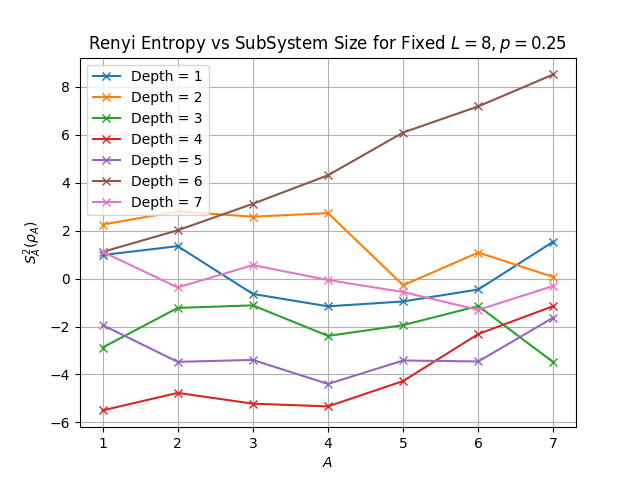 Renyi Entropy vs SubSystem Size for Fixed $L = 8, p = 0.25$
Depth = 1
Depth = 2
Depth = 3
Depth = 4
Depth = 5
Depth = 6
Depth = 7
8
6
4
2
0
−2
−4
−6
$S_A^2(\rho_A)$
1 2 3 4 5 6 7
A